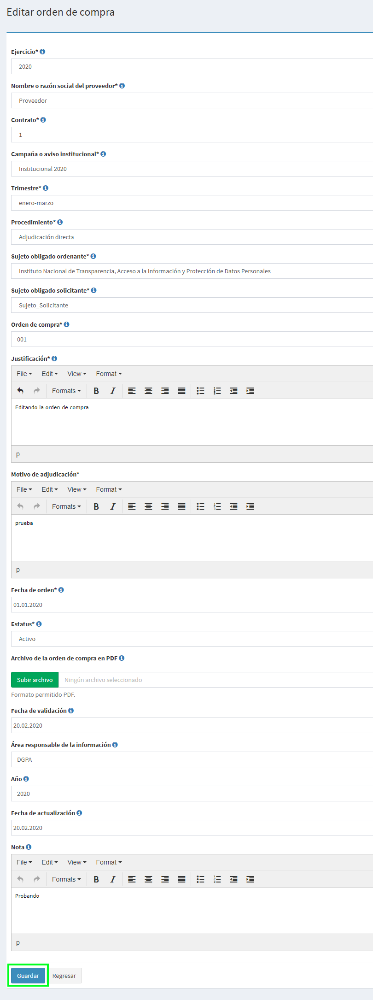 Editar orden de compra
Ejercicio*
2020
Nombre o razón social del proveedor*
Proveedor
Contrato*
1
Campaña o aviso institucional*
Institucional 2020
Trimestre*
enero-marzo
Procedimiento*
Adjudicación directa
Sujeto obligado ordenante*
Instituto Nacional de Transparencia, Acceso a la Información y Protección de Datos Personales
Sujeto obligado solicitante*
Sujeto_Solicitante
Orden de compra*
001
Justificación*
File Edit View Format
Formats B I
Editando la orden de compra
p
Motivo de adjudicación*
File Edit View Format
Formats B I
prueba
p
Fecha de orden*
01.01.2020
Estatus*
Activo
Archivo de la orden de compra en PDF
Subir archivo Ningún archivo seleccionado
Formato permitido PDF.
Fecha de validación
20.02.2020
Área responsable de la información
DGPA
Año
2020
Fecha de actualización
20.02.2020
Nota
File Edit View Format
Formats B I
Probando
p
Guardar Regresar